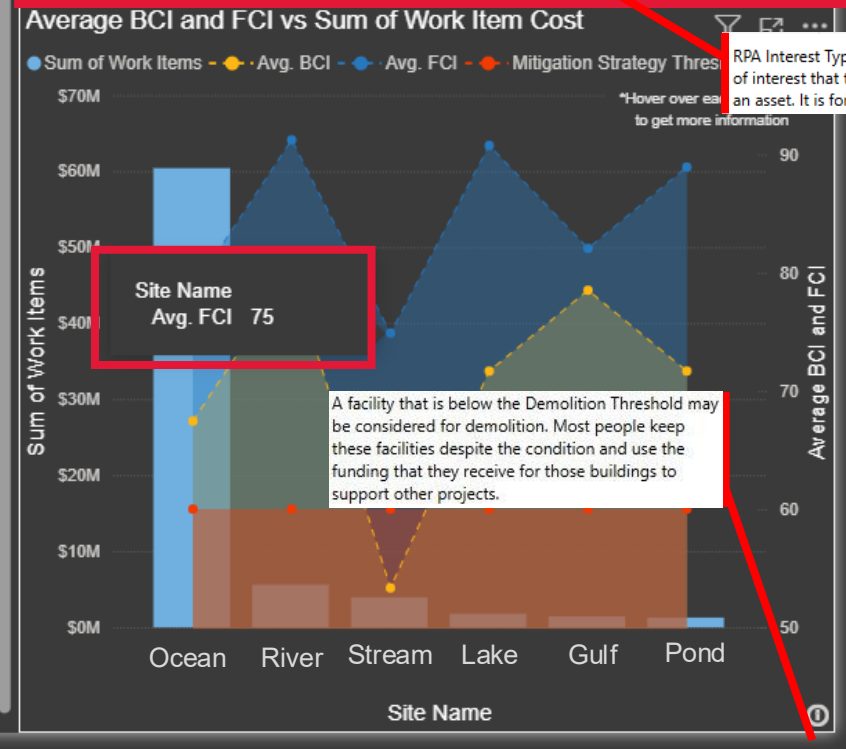 Average BCI and FCI vs Sum of Work Item Cost
Sum of Work Items Avg. BCI Avg. FCI Mitigation Strategy Thres
RPA Interest Typ
of interest that t
an asset. It is for
*Hover over ea
to get more information
$70M
$60M
$50M
$40M
$30M
$20M
$10M
$0M
Sum of Work Items
Site Name
Avg. FCI 75
A facility that is below the Demolition Threshold may
be considered for demolition. Most people keep
these facilities despite the condition and use the
funding that they receive for those buildings to
support other projects.
90
80
70
60
50
Average BCI and FCI
Ocean River Stream Lake Gulf Pond
Site Name